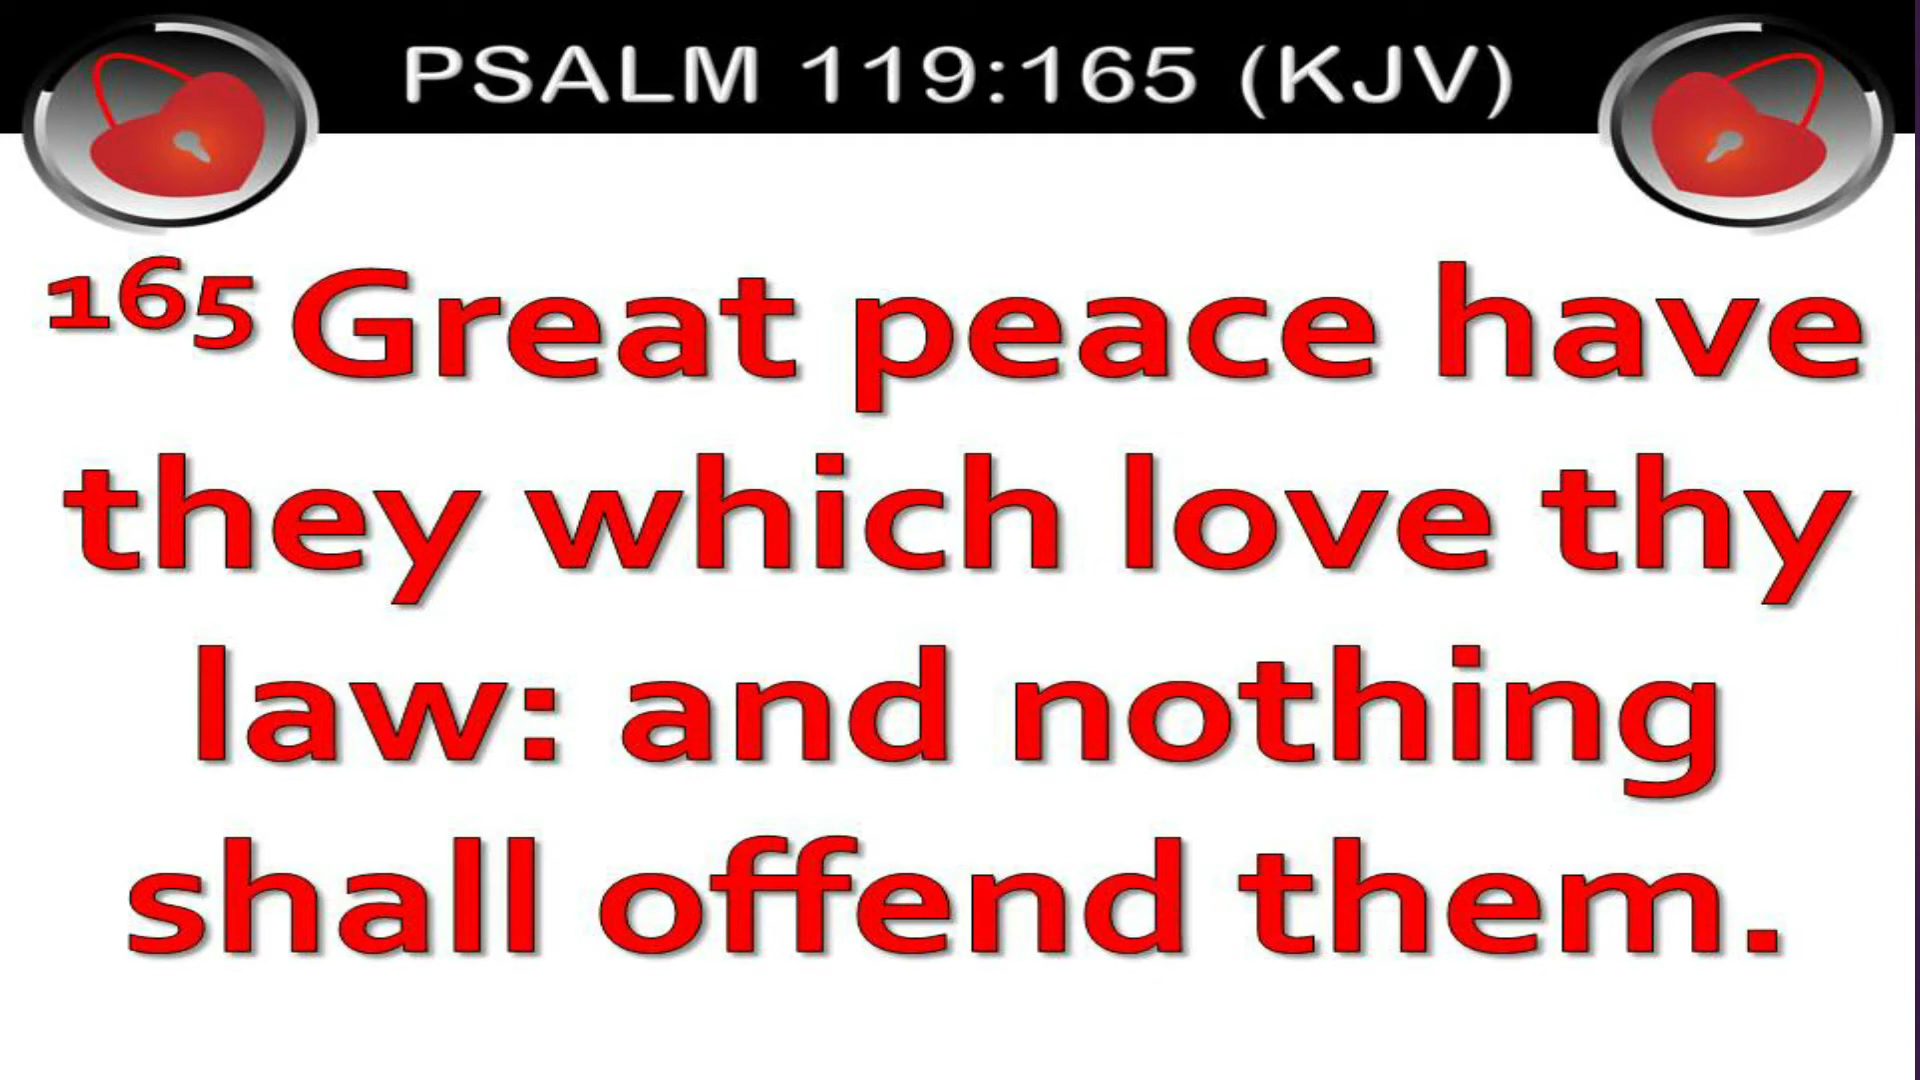 PSALM 119:165 (KJV)
165 Great peace have
they which love thy
law: and nothing
shall offend them.